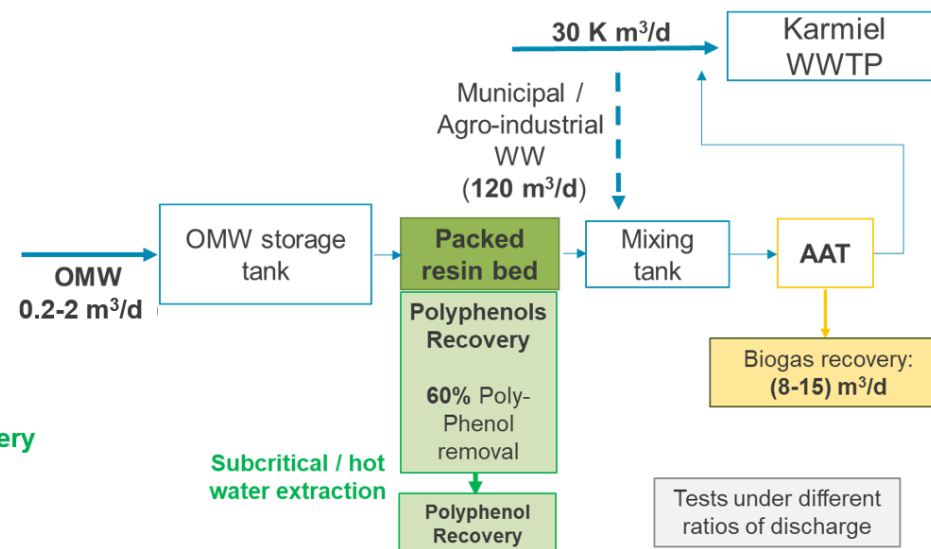 30 K m³/d
Karmiel
WWTP
Municipal /
Agro-industrial
WW
(120 m³/d)
OMW
0.2-2 m³/d (
OMW storage
tank
Packed
resin bed
Mixing
tank
AAT
Polyphenols
Recovery
60% Poly-
Phenol
removal
Biogas recovery:
(8-15) m³/d
ery
Subcritical / hot
water extraction
Polyphenol
Recovery
Tests under different
ratios of discharge